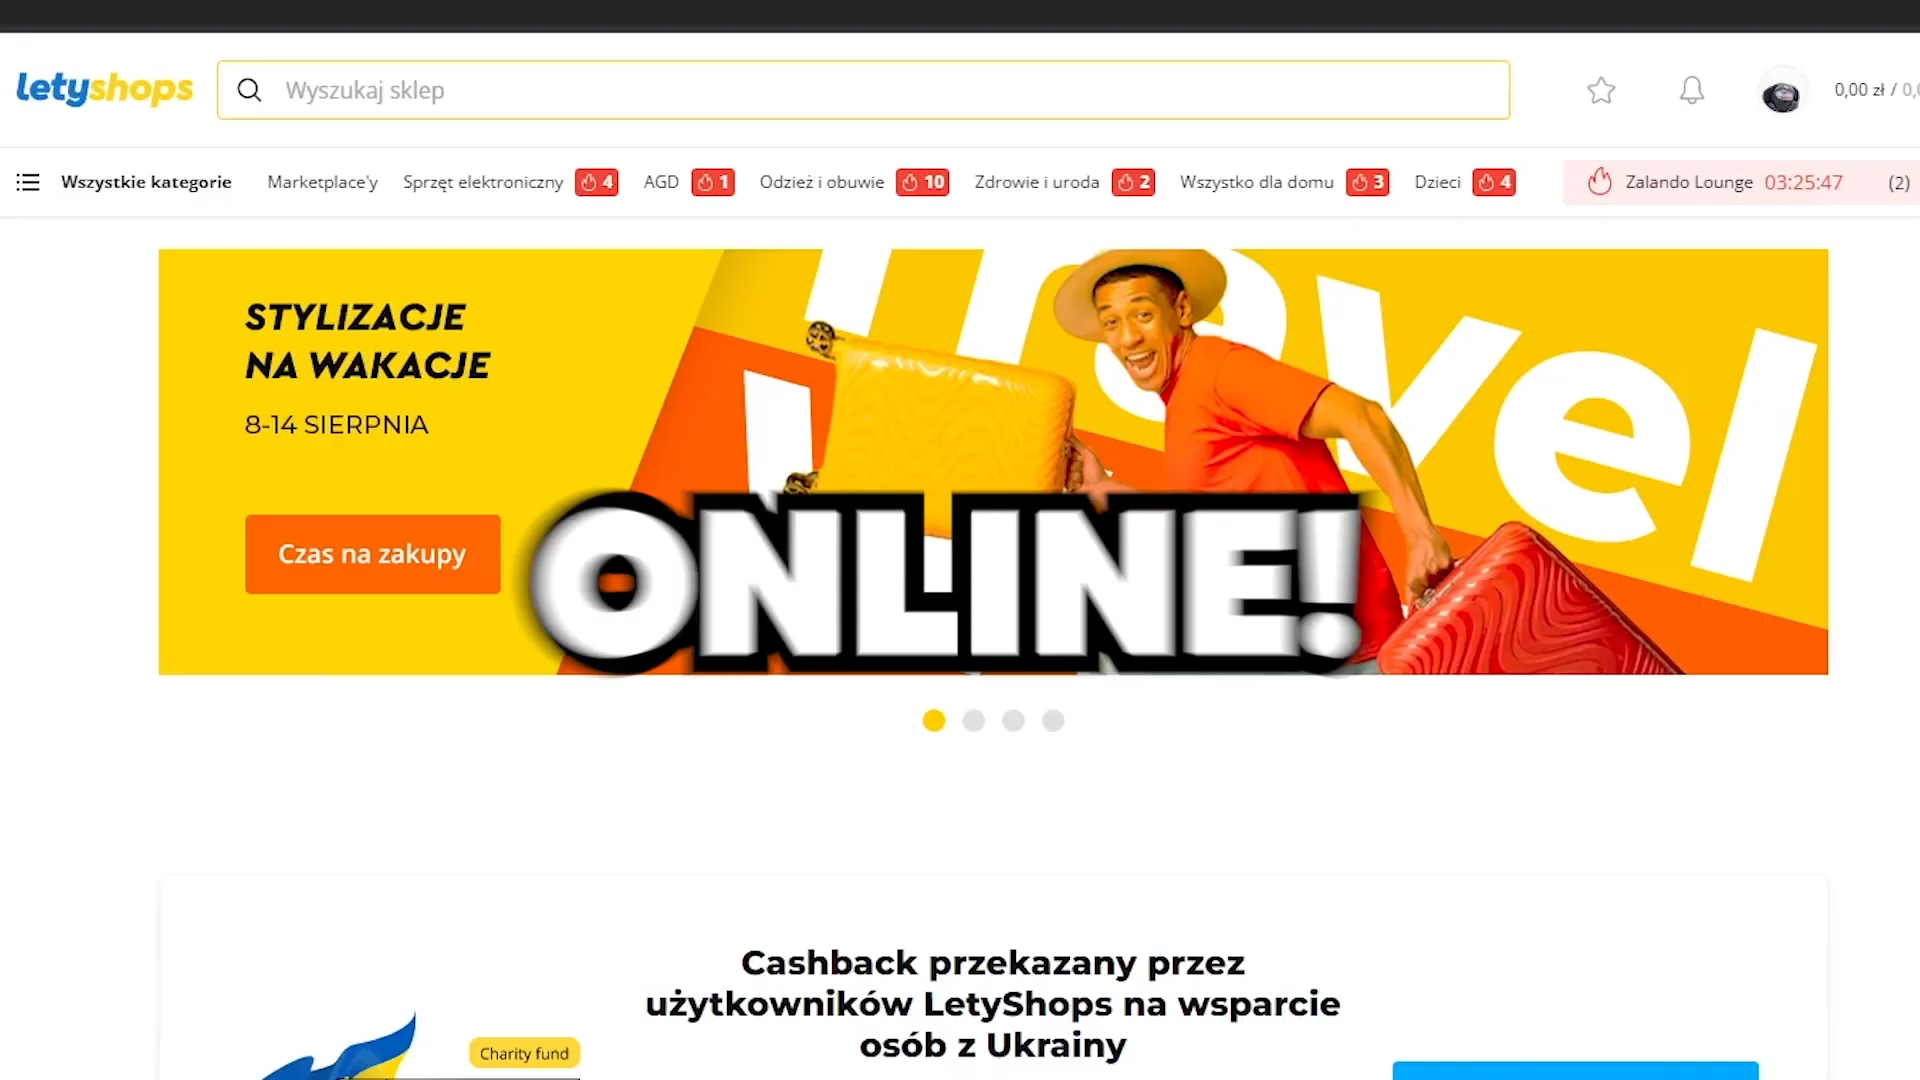 letyshops
Wyszukaj sklep
0,00 zł / 0,0
Wszystkie kategorie
Marketplace'y
Sprzęt elektroniczny 4
AGD 1
Odzież i obuwie 10
Zdrowie i uroda 2
Wszystko dla domu 3
Dzieci 4
Zalando Lounge 03:25:47 (2)
STYLIZACJE
NA WAKACJE
8-14 SIERPNIA
Czas na zakupy
Travel
ONLINE!
Cashback przekazany przez
użytkowników LetyShops na wsparcie
osób z Ukrainy
Charity fund